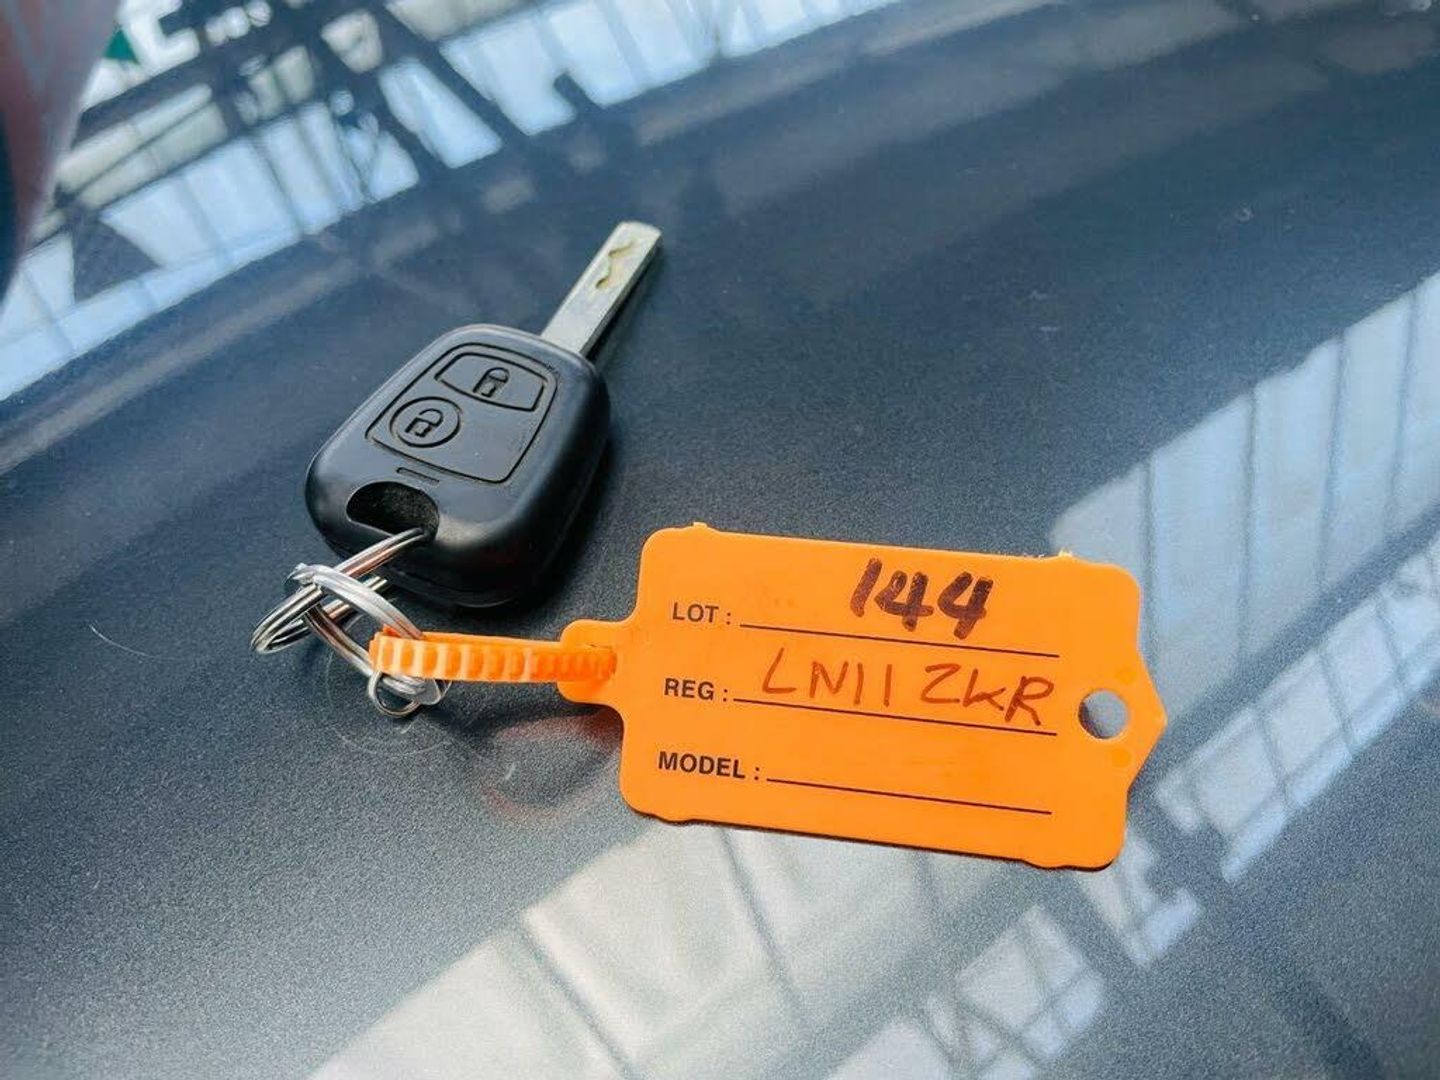 LOT : 144
REG : LN11 ZKR
MODEL :